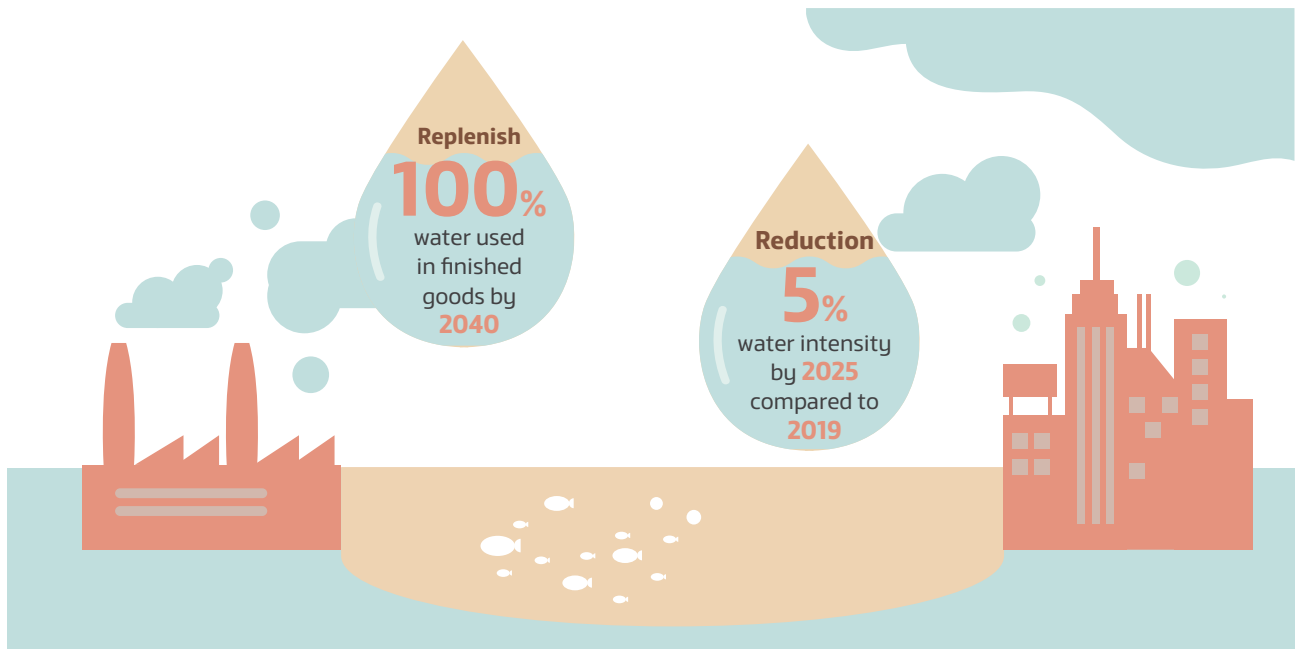 Replenish
100%
water used
in finished
goods by
2040
Reduction
5%
water intensity
by 2025
compared to
2019